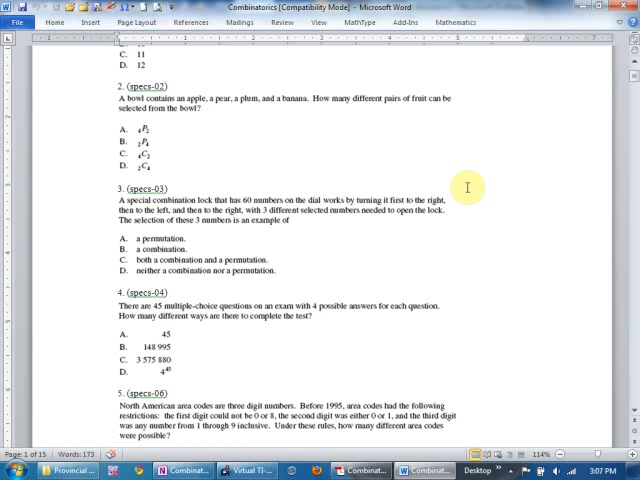 Combinatorics [Compatibility Mode] - Microsoft Word
File Home Insert Page Layout References Mailings Review View MathType Add-Ins Mathematics
C. 11
D. 12
2. (specs-02)
A bowl contains an apple, a pear, a plum, and a banana. How many different pairs of fruit can be
selected from the bowl?
A. ₄P₂
B. ₂P₄
C. ₄C₂
D. ₂C₄
3. (specs-03)
A special combination lock that has 60 numbers on the dial works by turning it first to the right,
then to the left, and then to the right, with 3 different selected numbers needed to open the lock.
The selection of these 3 numbers is an example of
A. a permutation.
B. a combination.
C. both a combination and a permutation.
D. neither a combination nor a permutation.
4. (specs-04)
There are 45 multiple-choice questions on an exam with 4 possible answers for each question.
How many different ways are there to complete the test?
A. 45
B. 148 995
C. 3 575 880
D. 4⁴⁵
5. (specs-06)
North American area codes are three digit numbers. Before 1995, area codes had the following
restrictions: the first digit could not be 0 or 8, the second digit was either 0 or 1, and the third digit
was any number from 1 through 9 inclusive. Under these rules, how many different area codes
were possible?
Page: 1 of 15 Words: 173 114%
Provincial ... Combinat... Virtual TI-... Combinat... Combinat... Desktop 3:07 PM